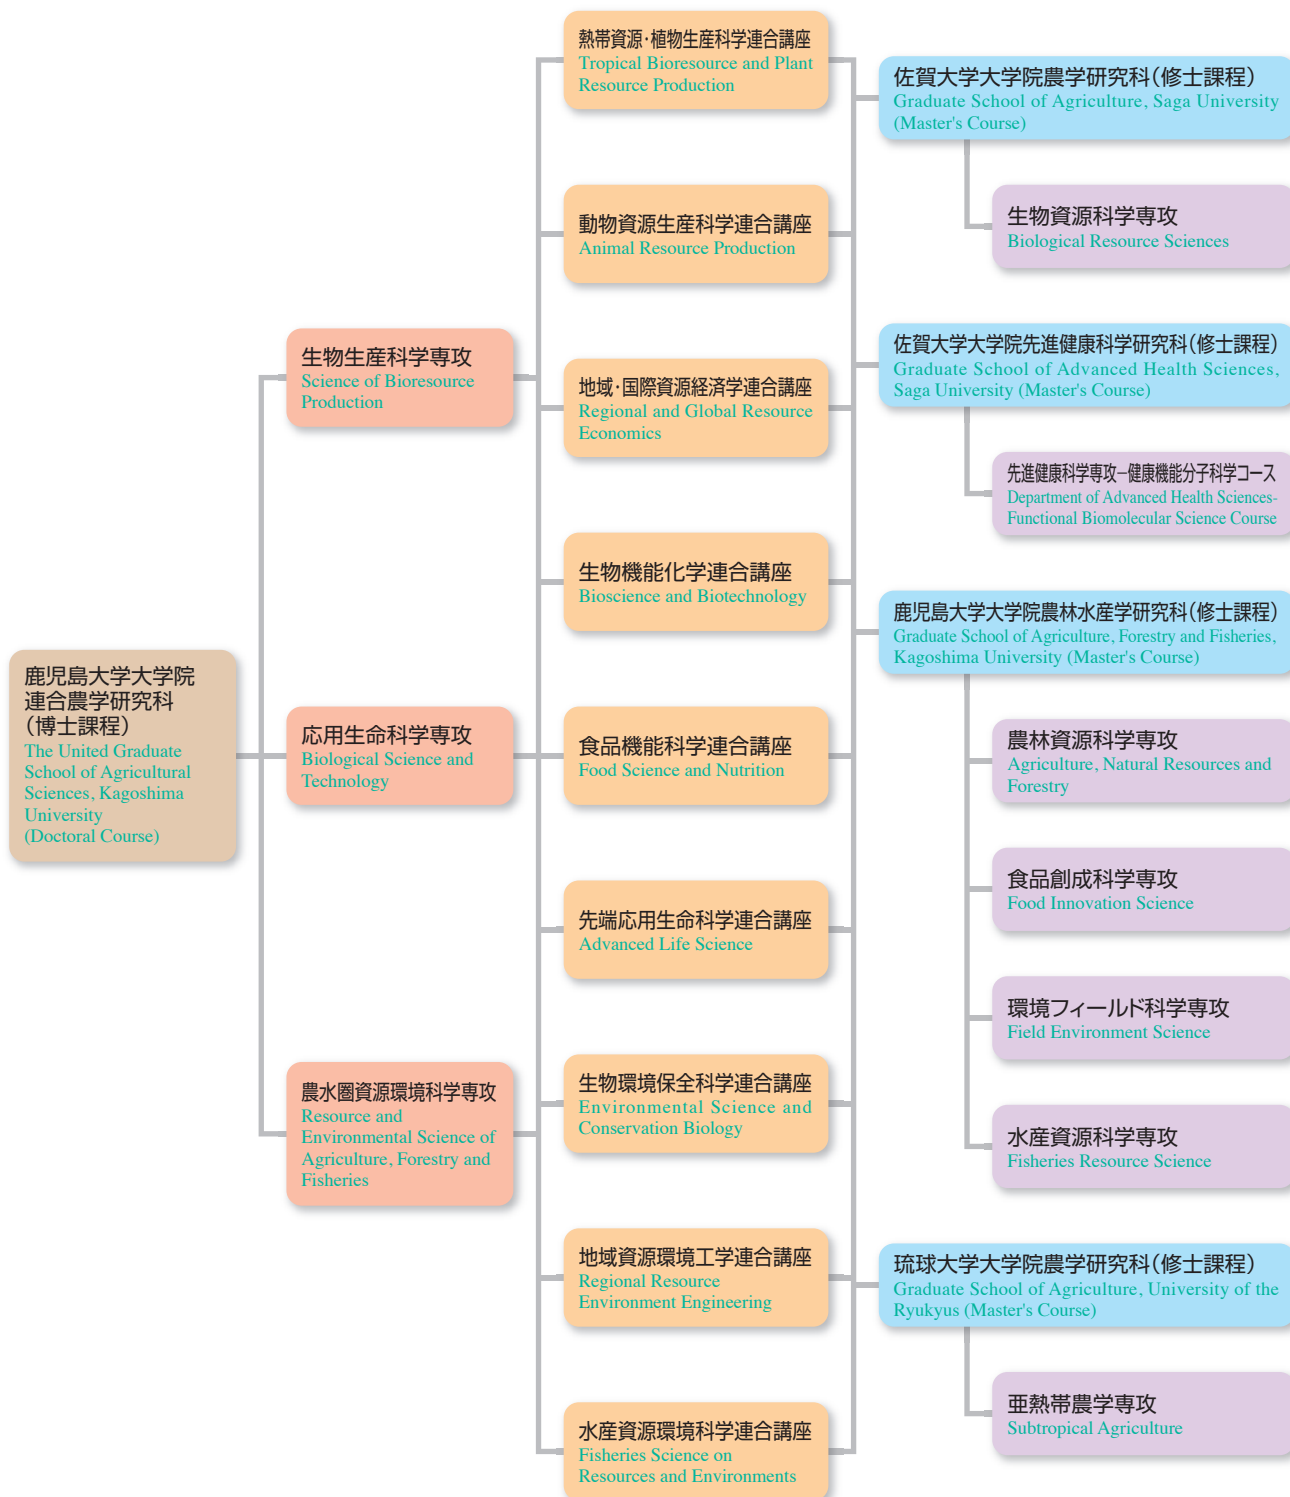 鹿児島大学大学院
連合農学研究科
（博士課程）
The United Graduate
School of Agricultural
Sciences, Kagoshima
University
(Doctoral Course)
生物生産科学専攻
Science of Bioresource
Production
応用生命科学専攻
Biological Science and
Technology
農水圏資源環境科学専攻
Resource and
Environmental Science of
Agriculture, Forestry and
Fisheries
熱帯資源・植物生産科学連合講座
Tropical Bioresource and Plant
Resource Production
動物資源生産科学連合講座
Animal Resource Production
地域・国際資源経済学連合講座
Regional and Global Resource
Economics
生物機能化学連合講座
Bioscience and Biotechnology
食品機能科学連合講座
Food Science and Nutrition
先端応用生命科学連合講座
Advanced Life Science
生物環境保全科学連合講座
Environmental Science and
Conservation Biology
地域資源環境工学連合講座
Regional Resource
Environment Engineering
水産資源環境科学連合講座
Fisheries Science on
Resources and Environments
佐賀大学大学院農学研究科（修士課程）
Graduate School of Agriculture, Saga University
(Master's Course)
生物資源科学専攻
Biological Resource Sciences
佐賀大学大学院先進健康科学研究科（修士課程）
Graduate School of Advanced Health Sciences,
Saga University (Master's Course)
先進健康科学専攻－健康機能分子科学コース
Department of Advanced Health Sciences-
Functional Biomolecular Science Course
鹿児島大学大学院農林水産学研究科（修士課程）
Graduate School of Agriculture, Forestry and Fisheries,
Kagoshima University (Master's Course)
農林資源科学専攻
Agriculture, Natural Resources and
Forestry
食品創成科学専攻
Food Innovation Science
環境フィールド科学専攻
Field Environment Science
水産資源科学専攻
Fisheries Resource Science
琉球大学大学院農学研究科（修士課程）
Graduate School of Agriculture, University of the
Ryukyus (Master's Course)
亜熱帯農学専攻
Subtropical Agriculture